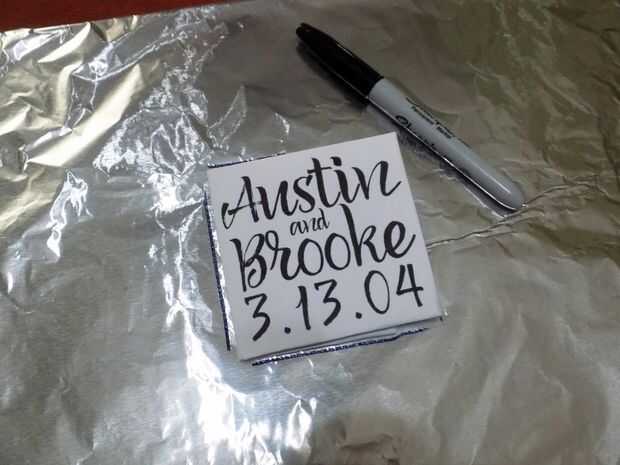 Austin
and
Brooke
3.13.04